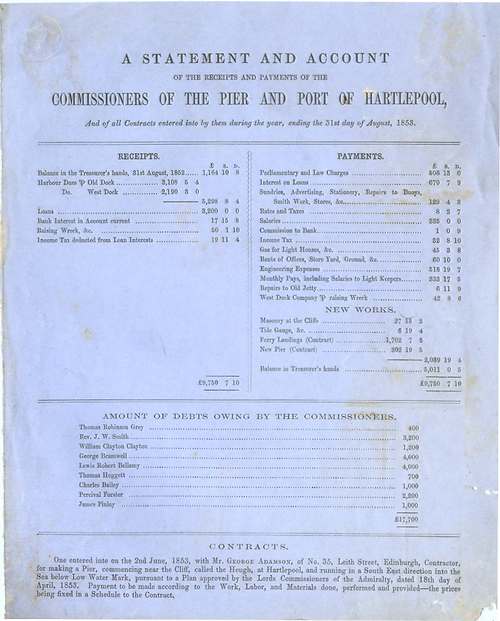 A STATEMENT AND ACCOUNT
OF THE RECEIPTS AND PAYMENTS OF THE
COMMISSIONERS OF THE PIER AND PORT OF HARTLEPOOL,
And of all Contracts entered into by them during the year, ending the 31st day of August, 1853.
RECEIPTS.
£ S. D.
Balance in the Treasurer's hands, 31st August, 1852...... 1,164 10 8
Harbour Dues ⅌ Old Dock ............... 3,108 5 4
Do. West Dock ............... 2,190 3 0
5,298 8 4
Loans ............... 3,200 0 0
Bank Interest in Account current ............... 17 15 8
Raising Wreck, &c. ............... 50 1 10
Income Tax deducted from Loan Interests ............... 19 11 4
£9,750 7 10
PAYMENTS.
£ S. D.
Parliamentary and Law Charges ............... 13 0
Interest on Loans ............... 679 7 9
Sundries, Advertising, Stationery, Repairs to Buoys,
Smith Work, Stores, &c. ............... 129 4 8
Rates and Taxes ............... 8 2 7
Salaries ............... 0 0
Commission to Bank ............... 1 0 9
Income Tax ............... 32 8 10
Gas for Light Houses, &c. ............... 45 3 8
Rents of Offices, Store Yard, Ground, &c. ............... 60 10 0
Engineering Expenses ............... 318 19 7
Monthly Pays, including Salaries to Light Keepers......... 333 17 5
Repairs to Old Jetty ............... 6 11 9
West Dock Company ⅌ raising Wreck ............... 42 8 6
NEW WORKS.
Masonry at the Cliffs ............... 27 13 3
Tide Gauge, &c. ............... 6 19 4
Ferry Landings (Contract) ............... 1,702 7 6
New Pier (Contract) ............... 302 19 3
2,039 19 4
Balance in Treasurer's hands ............... 5,011 0 5
£9,750 7 10
AMOUNT OF DEBTS OWING BY THE COMMISSIONERS.
£
Thomas Robinson Grey ............... 400
Rev. J. W. Smith ............... 3,200
William Clayton Clayton ............... 1,200
George Bramwell ............... 4,000
Lewis Robert Bellamy ............... 4,000
Thomas Huggett ............... 700
Charles Bailey ............... 1,000
Percival Forster ............... 2,200
James Finlay ............... 1,000
£17,700
CONTRACTS.
One entered into on the 2nd June, 1853, with Mr. GEORGE ADAMSON, of No. 35, Leith Street, Edinburgh, Contractor,
for making a Pier, commencing near the Cliff, called the Heugh, at Hartlepool, and running in a South East direction into the
Sea below Low Water Mark, pursuant to a Plan approved by the Lords Commissioners of the Admiralty, dated 18th day of
April, 1853. Payment to be made according to the Work, Labor, and Materials done, performed and provided—the prices
being fixed in a Schedule to the Contract.